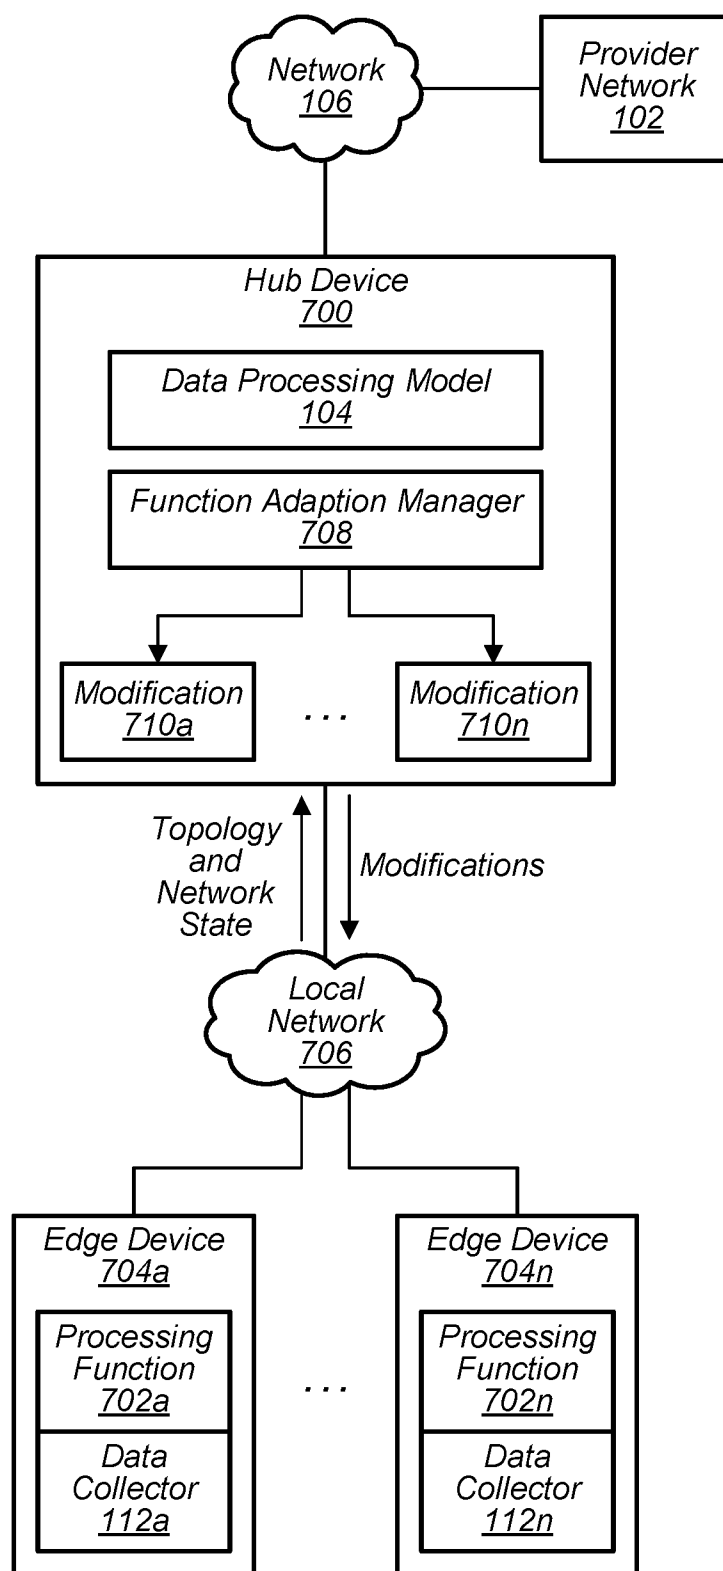 Network
106
Provider
Network
102
Hub Device
700
Data Processing Model
104
Function Adaption Manager
708
Modification
710a
. . .
Modification
710n
Topology
and
Network
State
Modifications
Local
Network
706
Edge Device
704a
Processing
Function
702a
Data
Collector
112a
. . .
Edge Device
704n
Processing
Function
702n
Data
Collector
112n